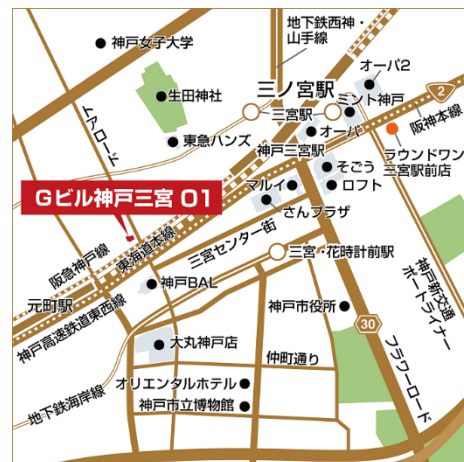 地下鉄西神・
山手線
神戸女子大学
三ノ宮駅
オーパ2
2
生田神社
三宮駅
ミント神戸
阪神本線
オーパ
トアロード
東急ハンズ
神戸三宮駅
ラウンドワン
三宮駅前店
そごう
マルイ
ロフト
Gビル神戸三宮 01
さんプラザ
東海道本線
阪急神戸線
三宮センター街
三宮・花時計前駅
元町駅
神戸BAL
神戸高速鉄道東西線
神戸新交通
ポートライナー
神戸市役所
30
大丸神戸店
仲町通り
フラワーロード
オリエンタルホテル
神戸市立博物館
地下鉄海岸線